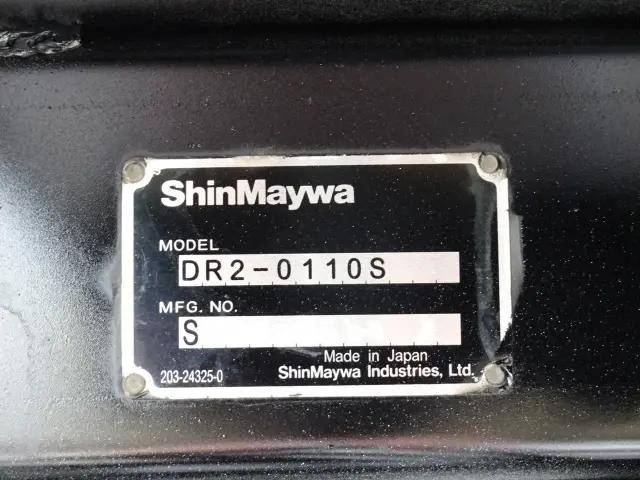 ShinMaywa
MODEL
DR2-0110S
MFG. NO.
S
Made in Japan
203-24325-0 ShinMaywa Industries, Ltd.